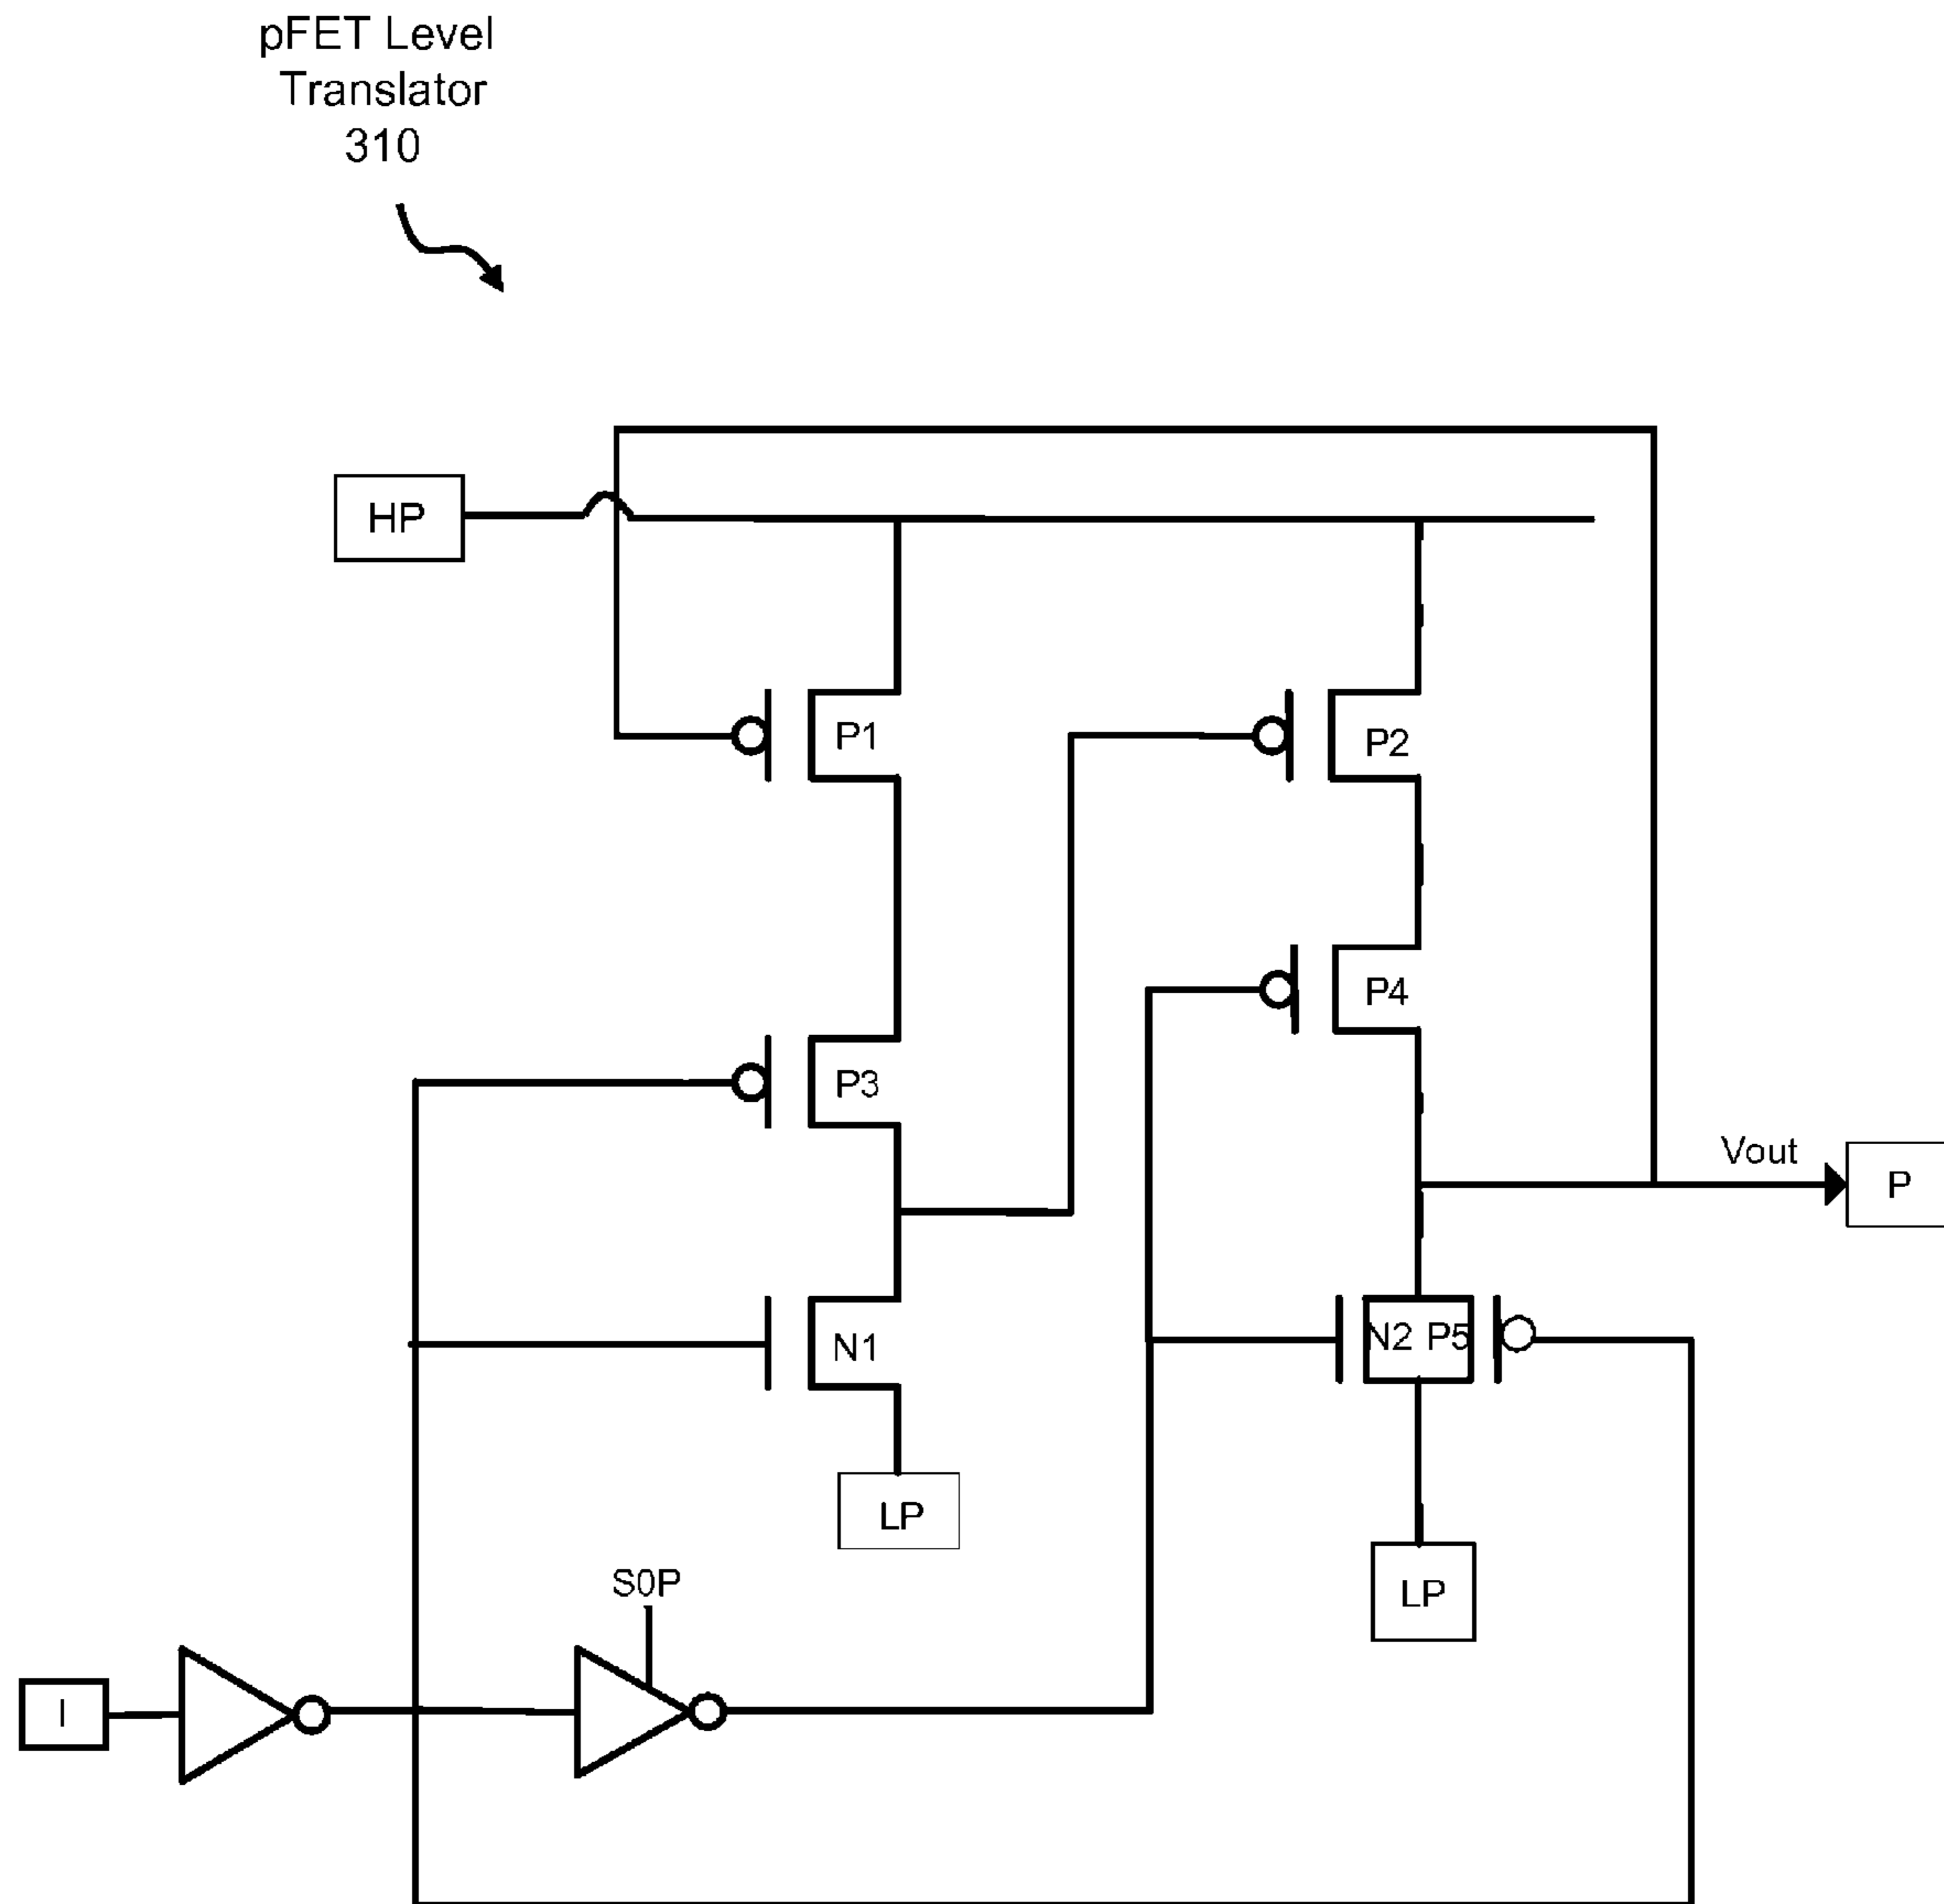 pFET Level
Translator
310
HP
P1
P2
P4
P3
Vout
P
N1
N2 P5
LP
S0P
LP
I